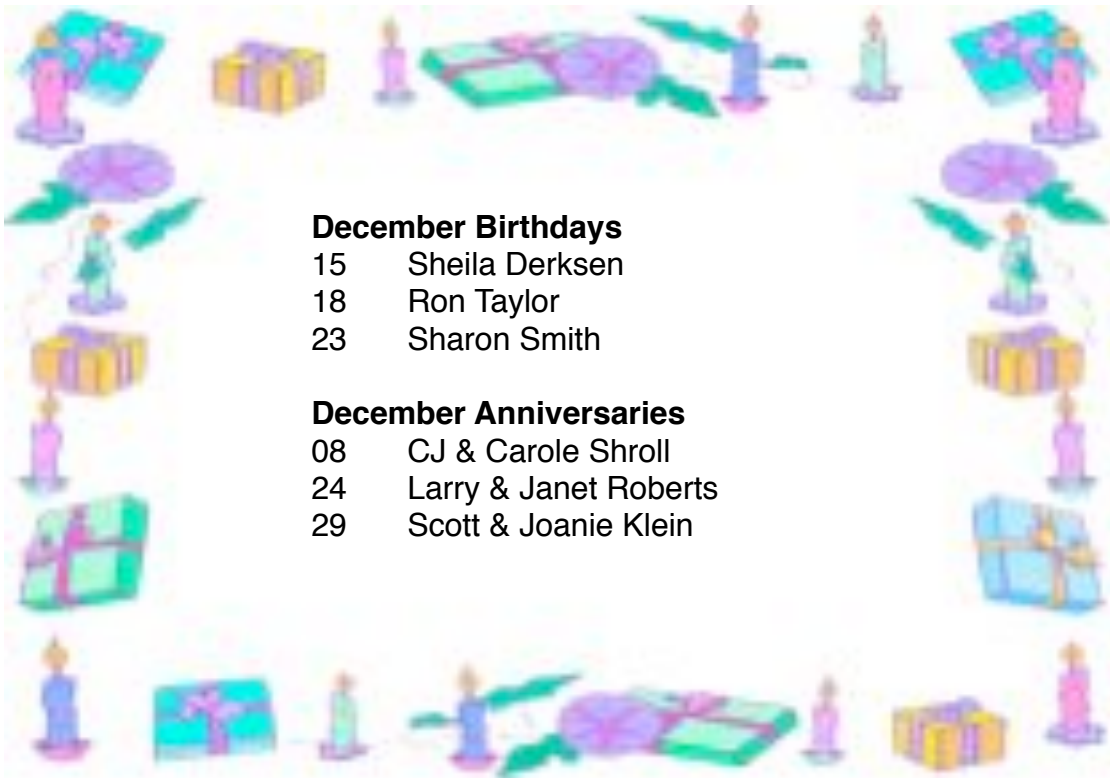 December Birthdays
15 Sheila Derksen
18 Ron Taylor
23 Sharon Smith
December Anniversaries
08 CJ & Carole Shroll
24 Larry & Janet Roberts
29 Scott & Joanie Klein